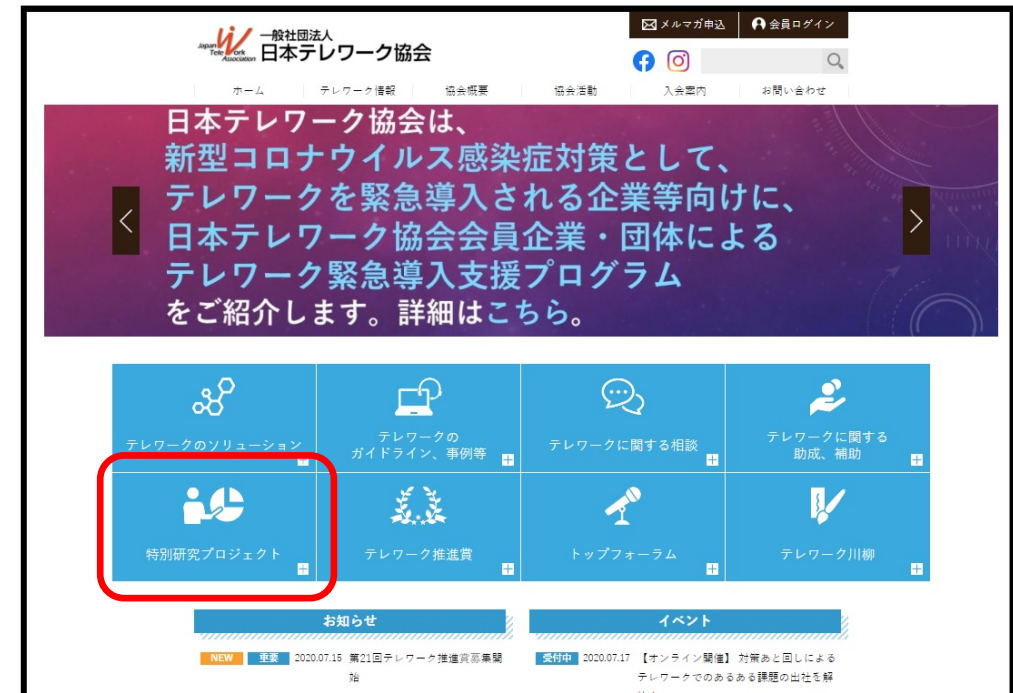 メルマガ申込
会員ログイン
Japan
Tele Work
Association
一般社団法人
日本テレワーク協会
ホーム
テレワーク情報
協会概要
協会活動
入会案内
お問い合わせ
日本テレワーク協会は、
新型コロナウイルス感染症対策として、
テレワークを緊急導入される企業等向けに、
日本テレワーク協会会員企業・団体による
テレワーク緊急導入支援プログラム
をご紹介します。詳細はこちら。
テレワークのソリューション
テレワークの
ガイドライン、事例等
テレワークに関する相談
テレワークに関する
助成、補助
特別研究プロジェクト
テレワーク推進賞
トップフォーラム
テレワーク川柳
お知らせ
NEW 重要 2020.07.15 第21回テレワーク推進賞募集開
始
イベント
受付中 2020.07.17 【オンライン開催】 対策あと回しによる
テレワークでのあるある課題の出社を解